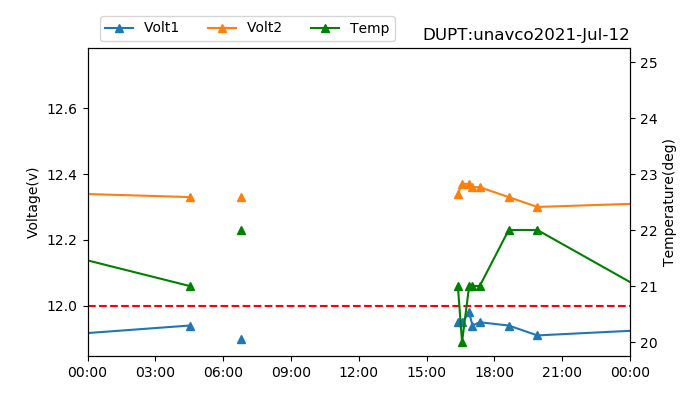 Volt1 Volt2 Temp
DUPT:unavco2021-Jul-12
Voltage(v)
12.6
12.4
12.2
12.0
25
24
23
22
21
20
Temperature(deg)
00:00 03:00 06:00 09:00 12:00 15:00 18:00 21:00 00:00